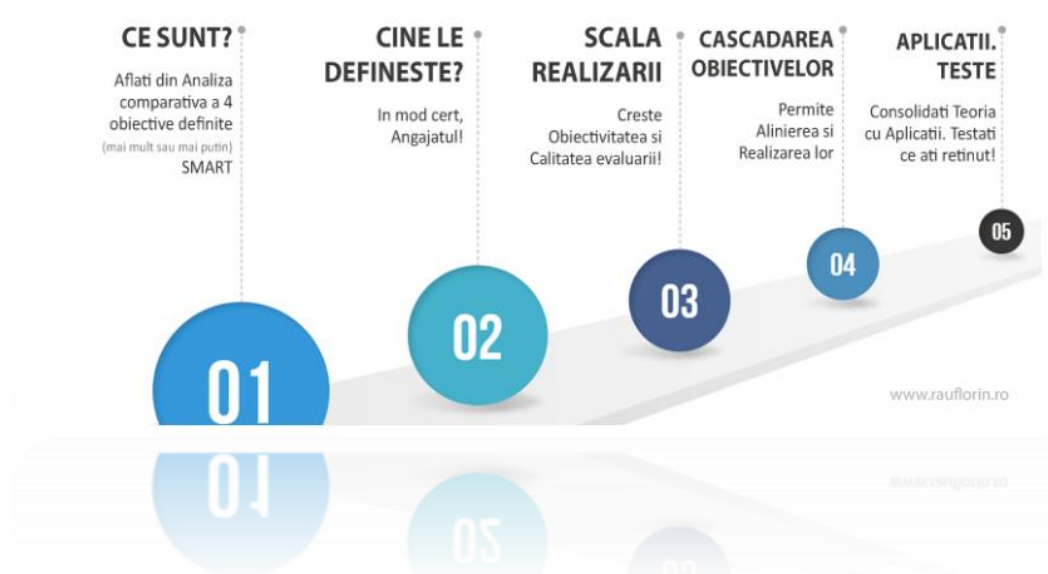 CE SUNT?
Aflati din Analiza
comparativa a 4
obiective definite
(mai mult sau mai putin)
SMART
01
CINE LE
DEFINESTE?
In mod cert,
Angajatul!
02
SCALA
REALIZARII
Creste
Obiectivitatea si
Calitatea evaluarii!
03
CASCADAREA
OBIECTIVELOR
Permite
Alinierea si
Realizarea lor
04
APLICATII.
TESTE
Consolidati Teoria
cu Aplicatii. Testati
ce ati retinut!
05
www.rauflorin.ro